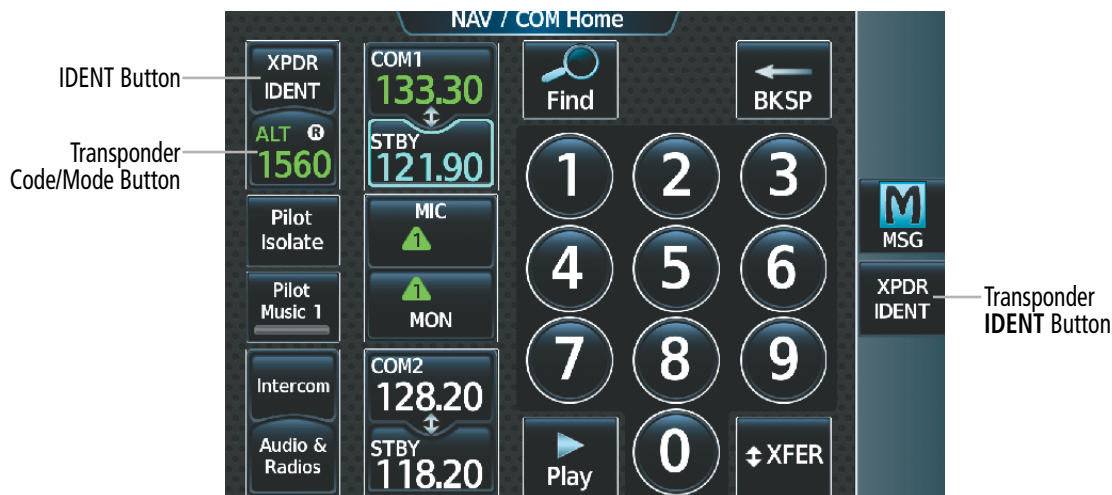 NAV / COM Home
IDENT Button
XPDR
IDENT
ALT R
1560
Transponder
Code/Mode Button
Pilot
Isolate
Pilot
Music 1
Intercom
Audio &
Radios
COM1
133.30
STBY
121.90
MIC
1
1
MON
COM2
128.20
STBY
118.20
Find
BKSP
1
2
3
4
5
6
7
8
9
Play
0
XFER
M
MSG
XPDR
IDENT
Transponder
IDENT Button